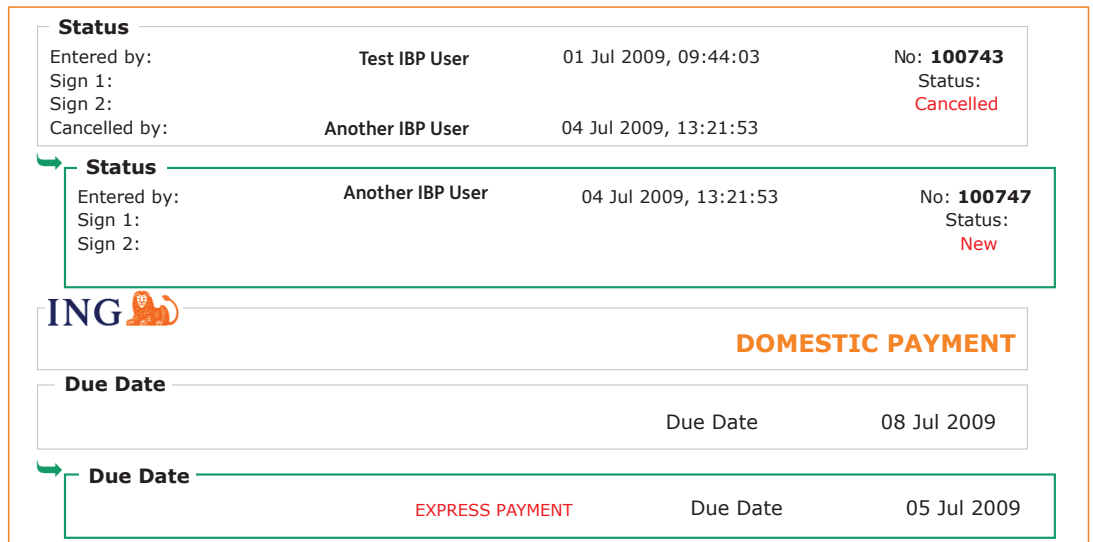 Status
Entered by: Test IBP User 01 Jul 2009, 09:44:03 No: 100743
Sign 1: Status:
Sign 2: Cancelled
Cancelled by: Another IBP User 04 Jul 2009, 13:21:53
Status
Entered by: Another IBP User 04 Jul 2009, 13:21:53 No: 100747
Sign 1: Status:
Sign 2: New
ING
DOMESTIC PAYMENT
Due Date
Due Date 08 Jul 2009
Due Date
EXPRESS PAYMENT Due Date 05 Jul 2009